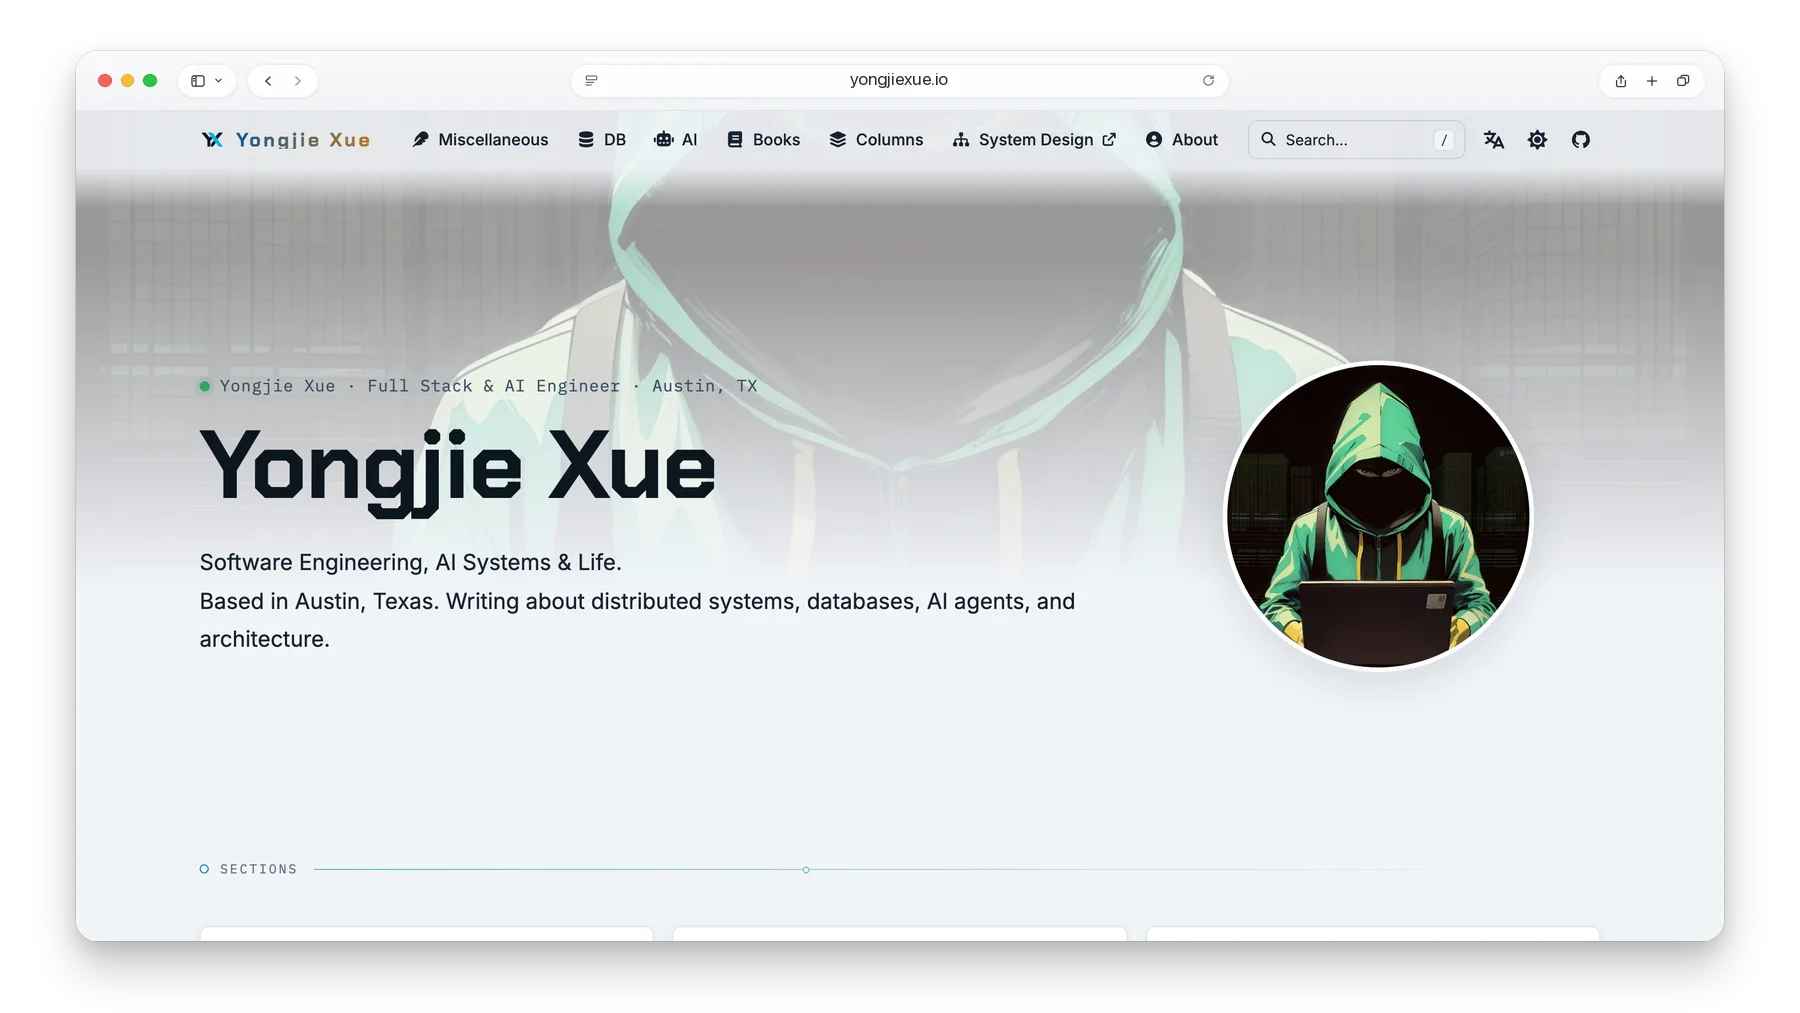 yongjiexue.io
Yongjie Xue Miscellaneous DB AI Books Columns System Design About Search... /
Yongjie Xue · Full Stack & AI Engineer · Austin, TX
Yongjie Xue
Software Engineering, AI Systems & Life.
Based in Austin, Texas. Writing about distributed systems, databases, AI agents, and
architecture.
SECTIONS